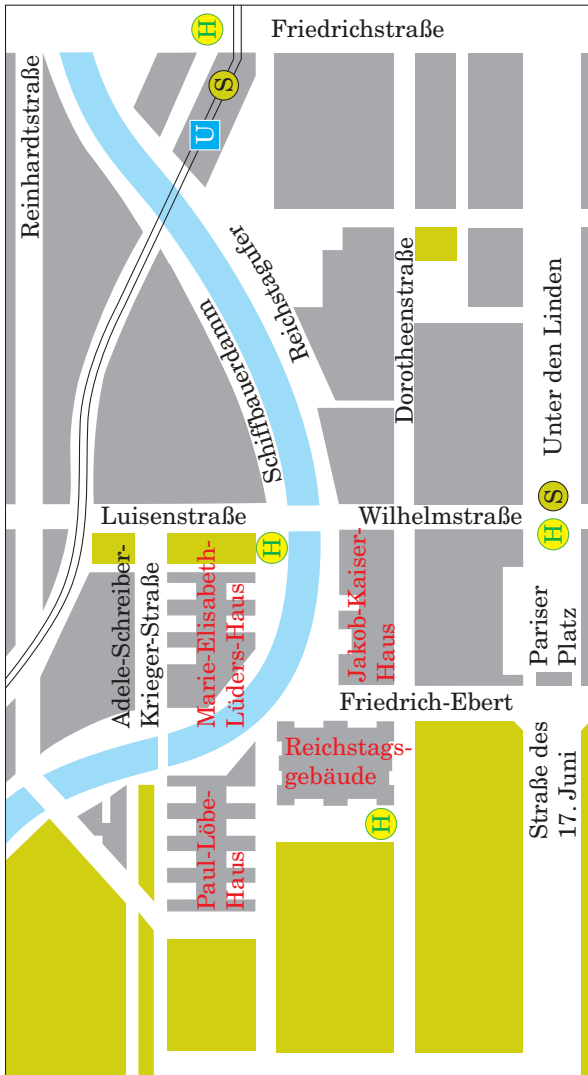 H
Friedrichstraße
S
U
Reinhardtstraße
Reichstagufer
Schiffbauerdamm
Dorotheenstraße
Unter den Linden
Luisenstraße
Wilhelmstraße
S
H
H
Adele-Schreiber-
Krieger-Straße
Marie-Elisabeth-
Lüders-Haus
Jakob-Kaiser-
Haus
Pariser
Platz
Friedrich-Ebert
Reichstags-
gebäude
Straße des
17. Juni
H
Paul-Löbe-
Haus